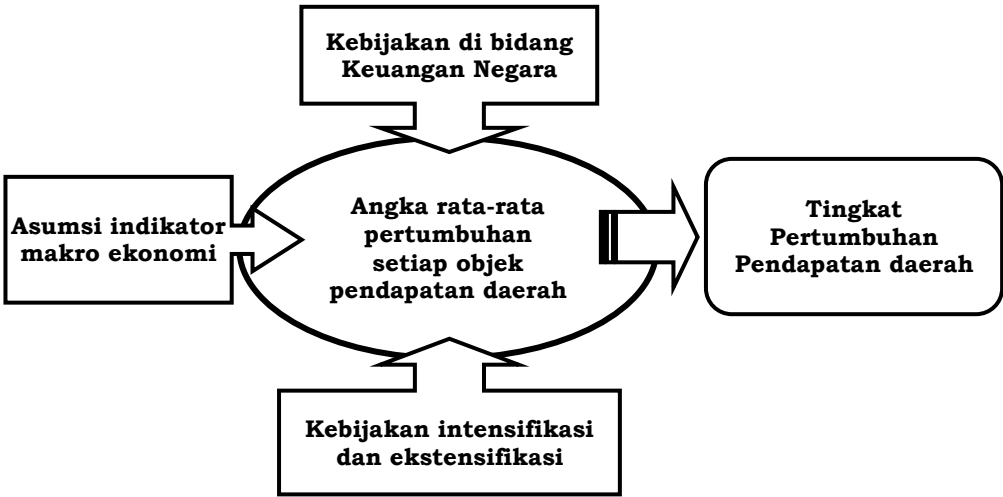 Kebijakan di bidang
Keuangan Negara
Asumsi indikator
makro ekonomi
Angka rata-rata
pertumbuhan
setiap objek
pendapatan daerah
Tingkat
Pertumbuhan
Pendapatan daerah
Kebijakan intensifikasi
dan ekstensifikasi